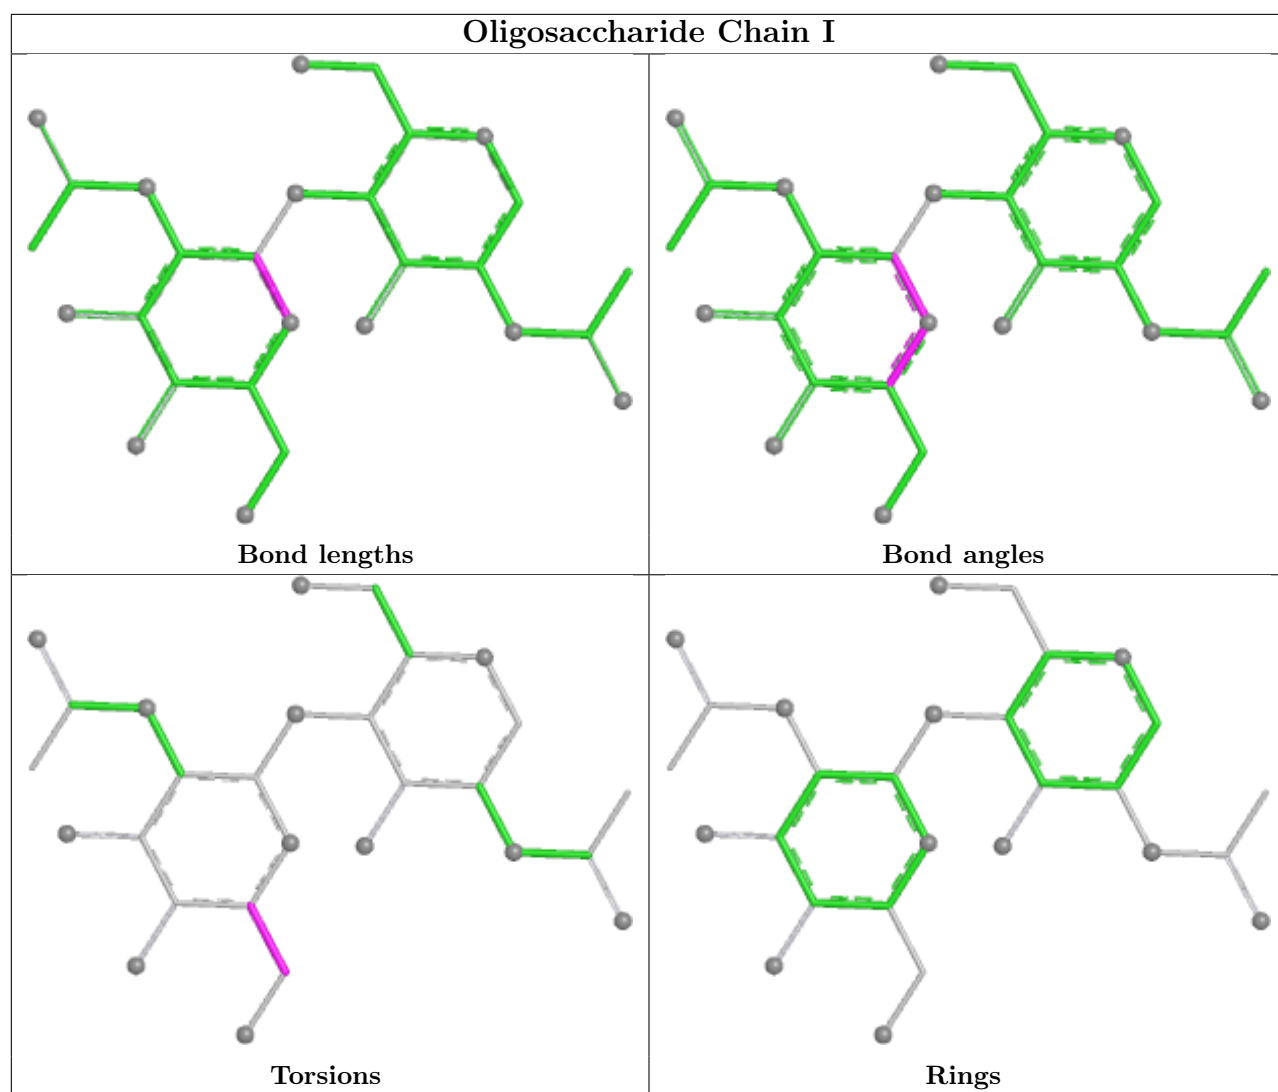 Oligosaccharide Chain I
Bond lengths
Bond angles
Torsions
Rings